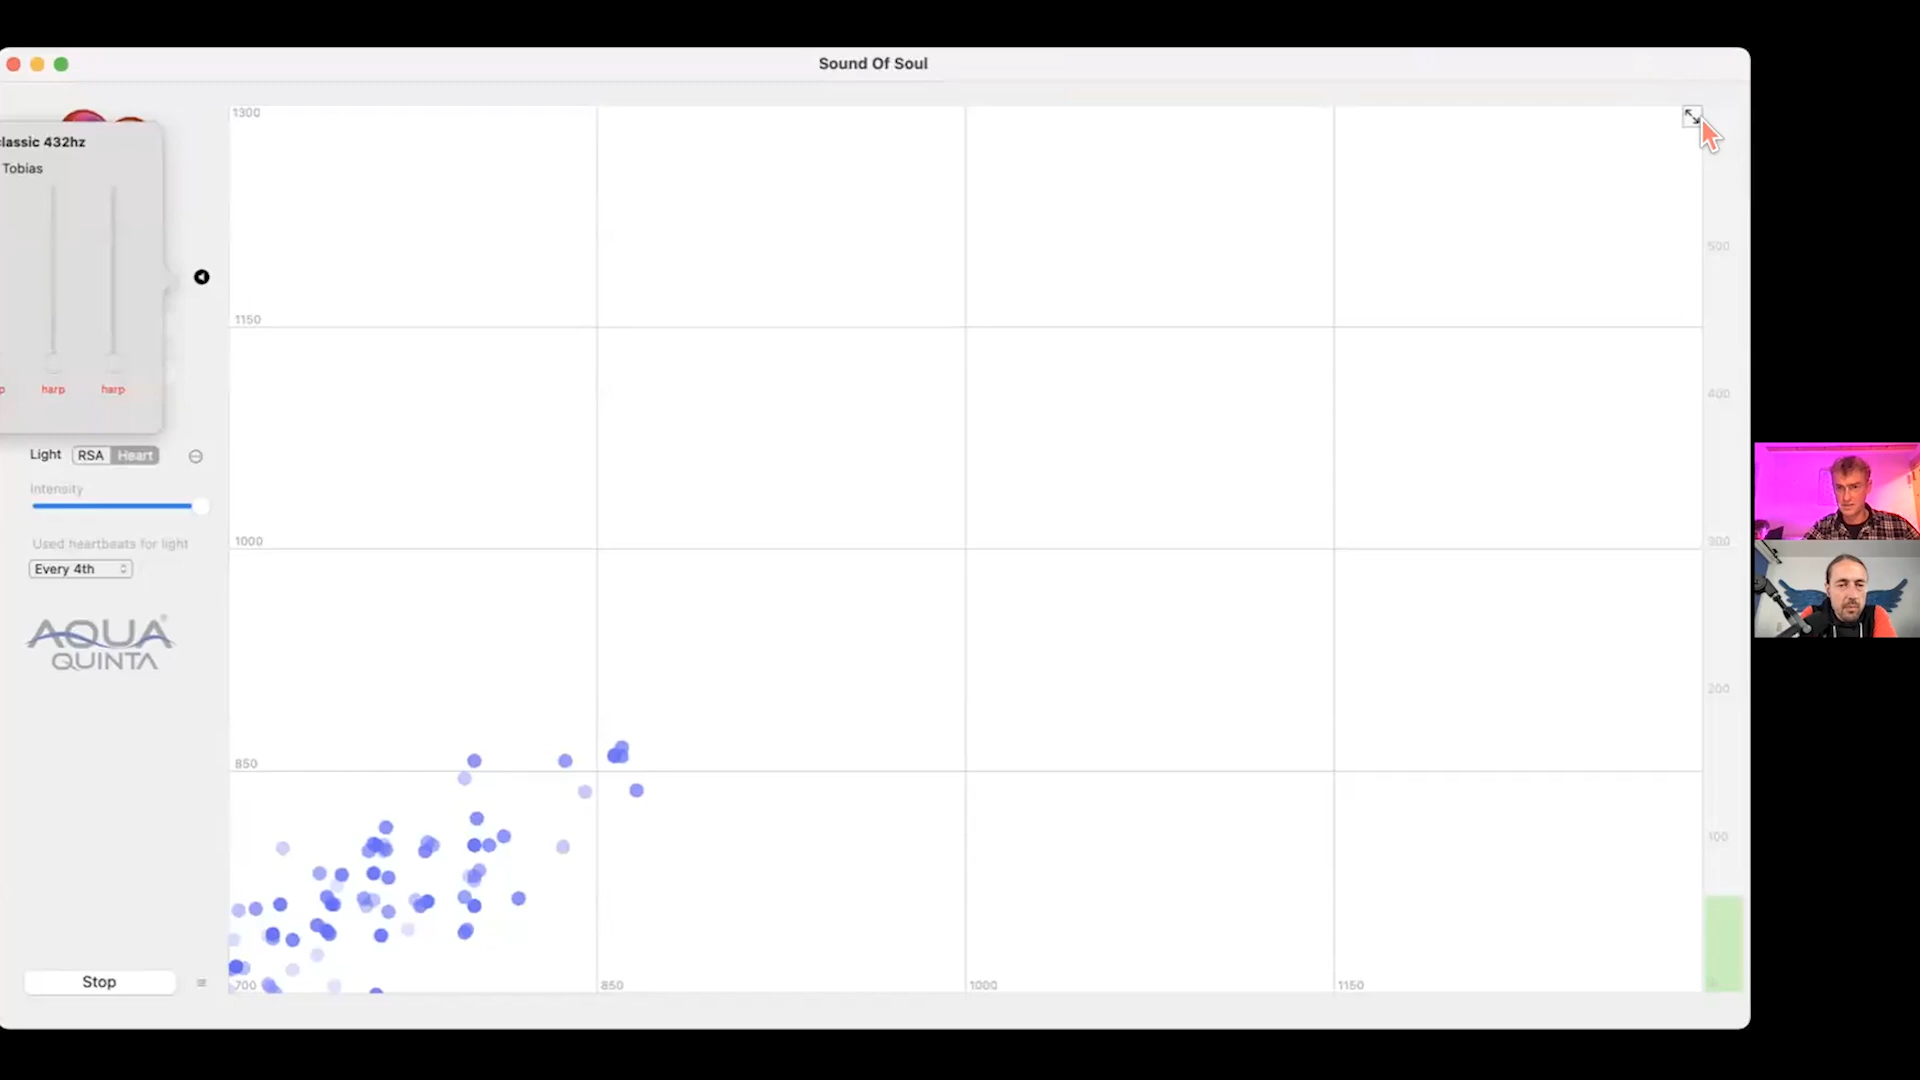 Sound Of Soul
classic 432hz
Tobias
harp
harp
Light RSA Heart
Intensity
Used heartbeats for light
Every 4th
AQUA
QUINTA
Stop
1300
1150
1000
850
700
850
1000
1150
500
400
300
200
100